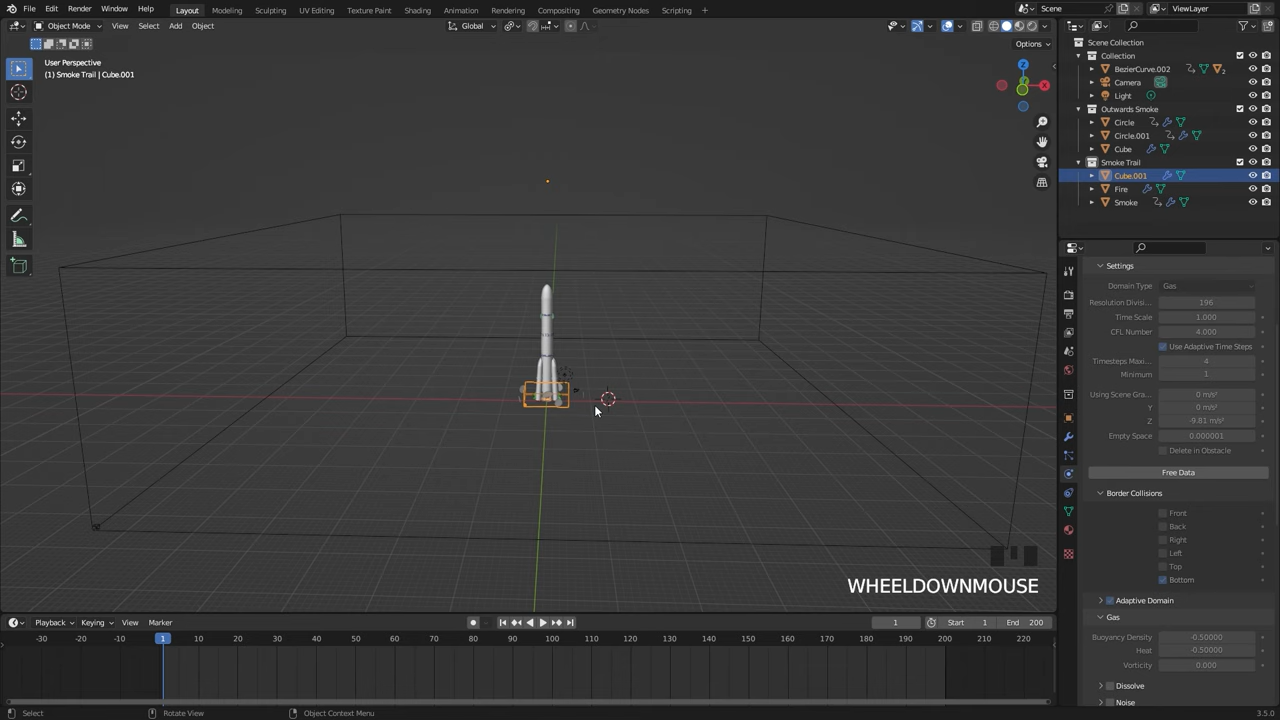 File Edit Render Window Help
Layout Modeling Sculpting UV Editing Texture Paint Shading Animation Rendering Compositing Geometry Nodes Scripting
Scene
ViewLayer
Object Mode View Select Add Object
Global
Options
User Perspective
(1) Smoke Trail | Cube.001
Z
X
Scene Collection
Collection
BezierCurve.002
2
Camera
Light
Outwards Smoke
Circle
Circle.001
Cube
Smoke Trail
Cube.001
Fire
Smoke
Settings
Domain Type Gas
Resolution Divisi... 196
Time Scale 1.000
CFL Number 4.000
Use Adaptive Time Steps
Timesteps Maxi... 4
Minimum 1
Using Scene Gra... 0 m/s²
Y 0 m/s²
Z -9.81 m/s²
Empty Space 0.000001
Delete in Obstacle
Free Data
Border Collisions
Front
Back
Right
Left
Top
Bottom
Adaptive Domain
Gas
Buoyancy Density -0.50000
Heat -0.50000
Vorticity 0.000
Dissolve
Noise
WHEELDOWNMOUSE
Playback Keying View Marker
1 Start 1 End 200
-30 -20 -10 1 10 20 30 40 50 60 70 80 90 100 110 120 130 140 150 160 170 180 190 200 210 220
Select Rotate View Object Context Menu 3.5.0